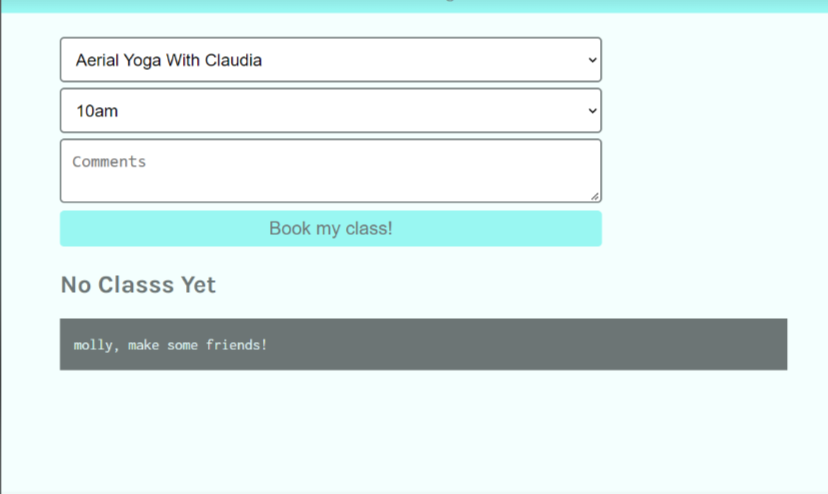 Aerial Yoga With Claudia
10am
Comments
Book my class!
No Classs Yet
molly, make some friends!